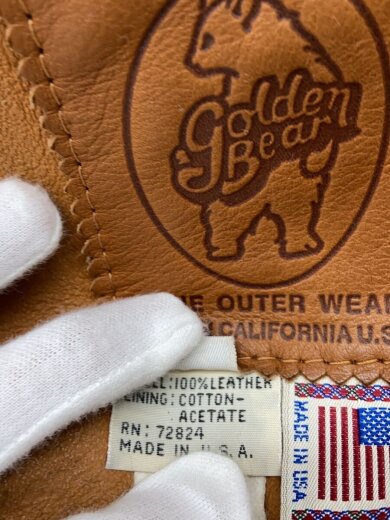 Golden
Bear
OUTER WEAR
CALIFORNIA U.S
100% LEATHER
LINING: COTTON-
ACETATE
RN: 72824
MADE IN U.S.A.
MADE IN USA